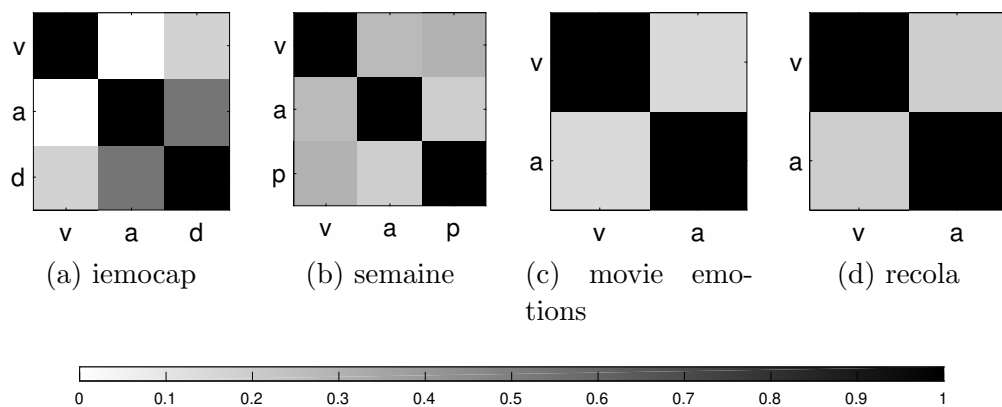 v
a
d
v a d
(a) iemocap
v
a
p
v a p
(b) semaine
v
a
v a
(c) movie emo-
tions
v
a
v a
(d) recola
0 0.1 0.2 0.3 0.4 0.5 0.6 0.7 0.8 0.9 1